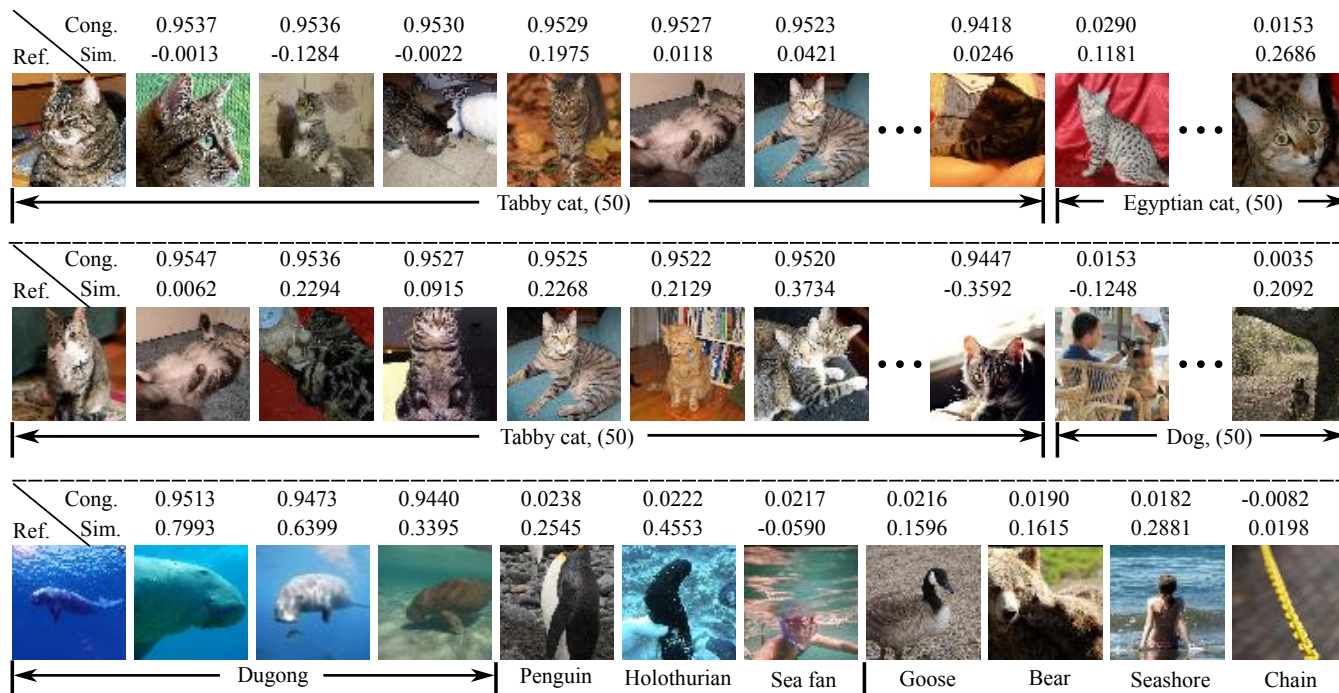 Cong. 0.9537 0.9536 0.9530 0.9529 0.9527 0.9523 0.9418 0.0290 0.0153
Ref. Sim. -0.0013 -0.1284 -0.0022 0.1975 0.0118 0.0421 0.0246 0.1181 0.2686
Tabby cat, (50) Egyptian cat, (50)
Cong. 0.9547 0.9536 0.9527 0.9525 0.9522 0.9520 0.9447 0.0153 0.0035
Ref. Sim. 0.0062 0.2294 0.0915 0.2268 0.2129 0.3734 -0.3592 -0.1248 0.2092
Tabby cat, (50) Dog, (50)
Cong. 0.9513 0.9473 0.9440 0.0238 0.0222 0.0217 0.0216 0.0190 0.0182 -0.0082
Ref. Sim. 0.7993 0.6399 0.3395 0.2545 0.4553 -0.0590 0.1596 0.1615 0.2881 0.0198
Dugong Penguin Holothurian Sea fan Goose Bear Seashore Chain